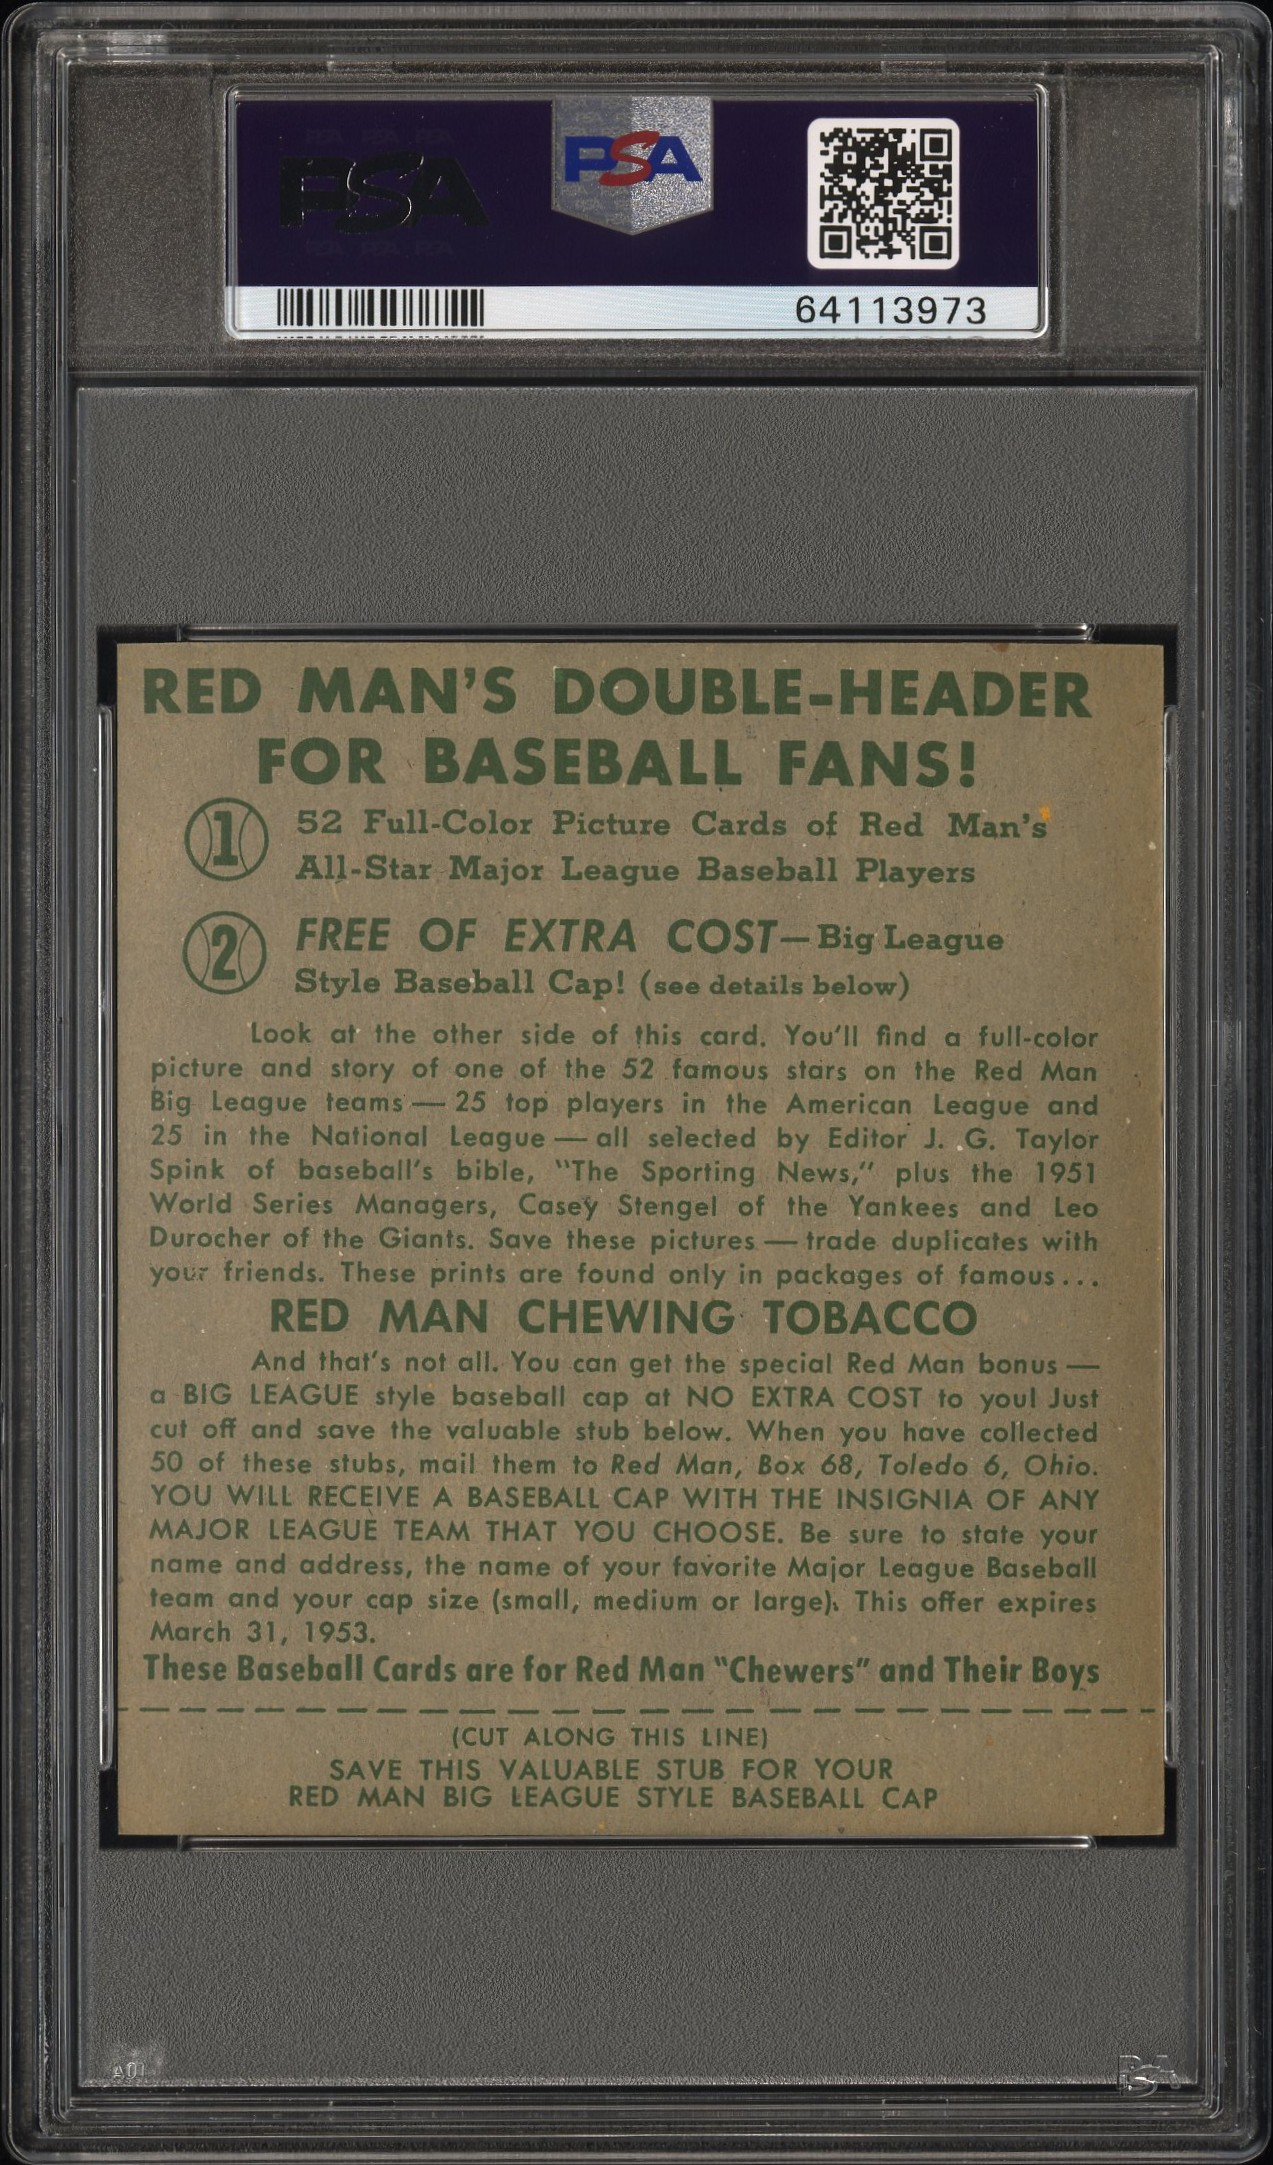 PSA
PSA
64113973
RED MAN'S DOUBLE-HEADER
FOR BASEBALL FANS!
1 52 Full-Color Picture Cards of Red Man's
All-Star Major League Baseball Players
2 FREE OF EXTRA COST—Big League
Style Baseball Cap! (see details below)
Look at the other side of this card. You'll find a full-color
picture and story of one of the 52 famous stars on the Red Man
Big League teams — 25 top players in the American League and
25 in the National League — all selected by Editor J. G. Taylor
Spink of baseball's bible, "The Sporting News," plus the 1951
World Series Managers, Casey Stengel of the Yankees and Leo
Durocher of the Giants. Save these pictures — trade duplicates with
your friends. These prints are found only in packages of famous...
RED MAN CHEWING TOBACCO
And that's not all. You can get the special Red Man bonus —
a BIG LEAGUE style baseball cap at NO EXTRA COST to you! Just
cut off and save the valuable stub below. When you have collected
50 of these stubs, mail them to Red Man, Box 68, Toledo 6, Ohio.
YOU WILL RECEIVE A BASEBALL CAP WITH THE INSIGNIA OF ANY
MAJOR LEAGUE TEAM THAT YOU CHOOSE. Be sure to state your
name and address, the name of your favorite Major League Baseball
team and your cap size (small, medium or large). This offer expires
March 31, 1953.
These Baseball Cards are for Red Man "Chewers" and Their Boys
(CUT ALONG THIS LINE)
SAVE THIS VALUABLE STUB FOR YOUR
RED MAN BIG LEAGUE STYLE BASEBALL CAP
PSA